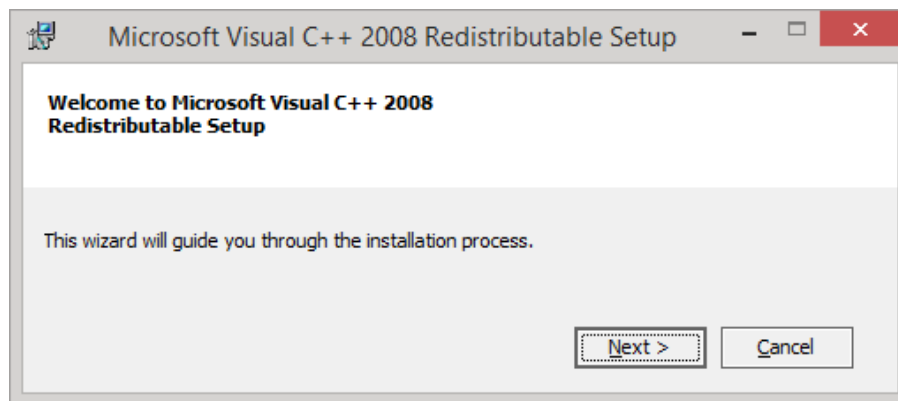 Microsoft Visual C++ 2008 Redistributable Setup
Welcome to Microsoft Visual C++ 2008
Redistributable Setup
This wizard will guide you through the installation process.
Next >
Cancel